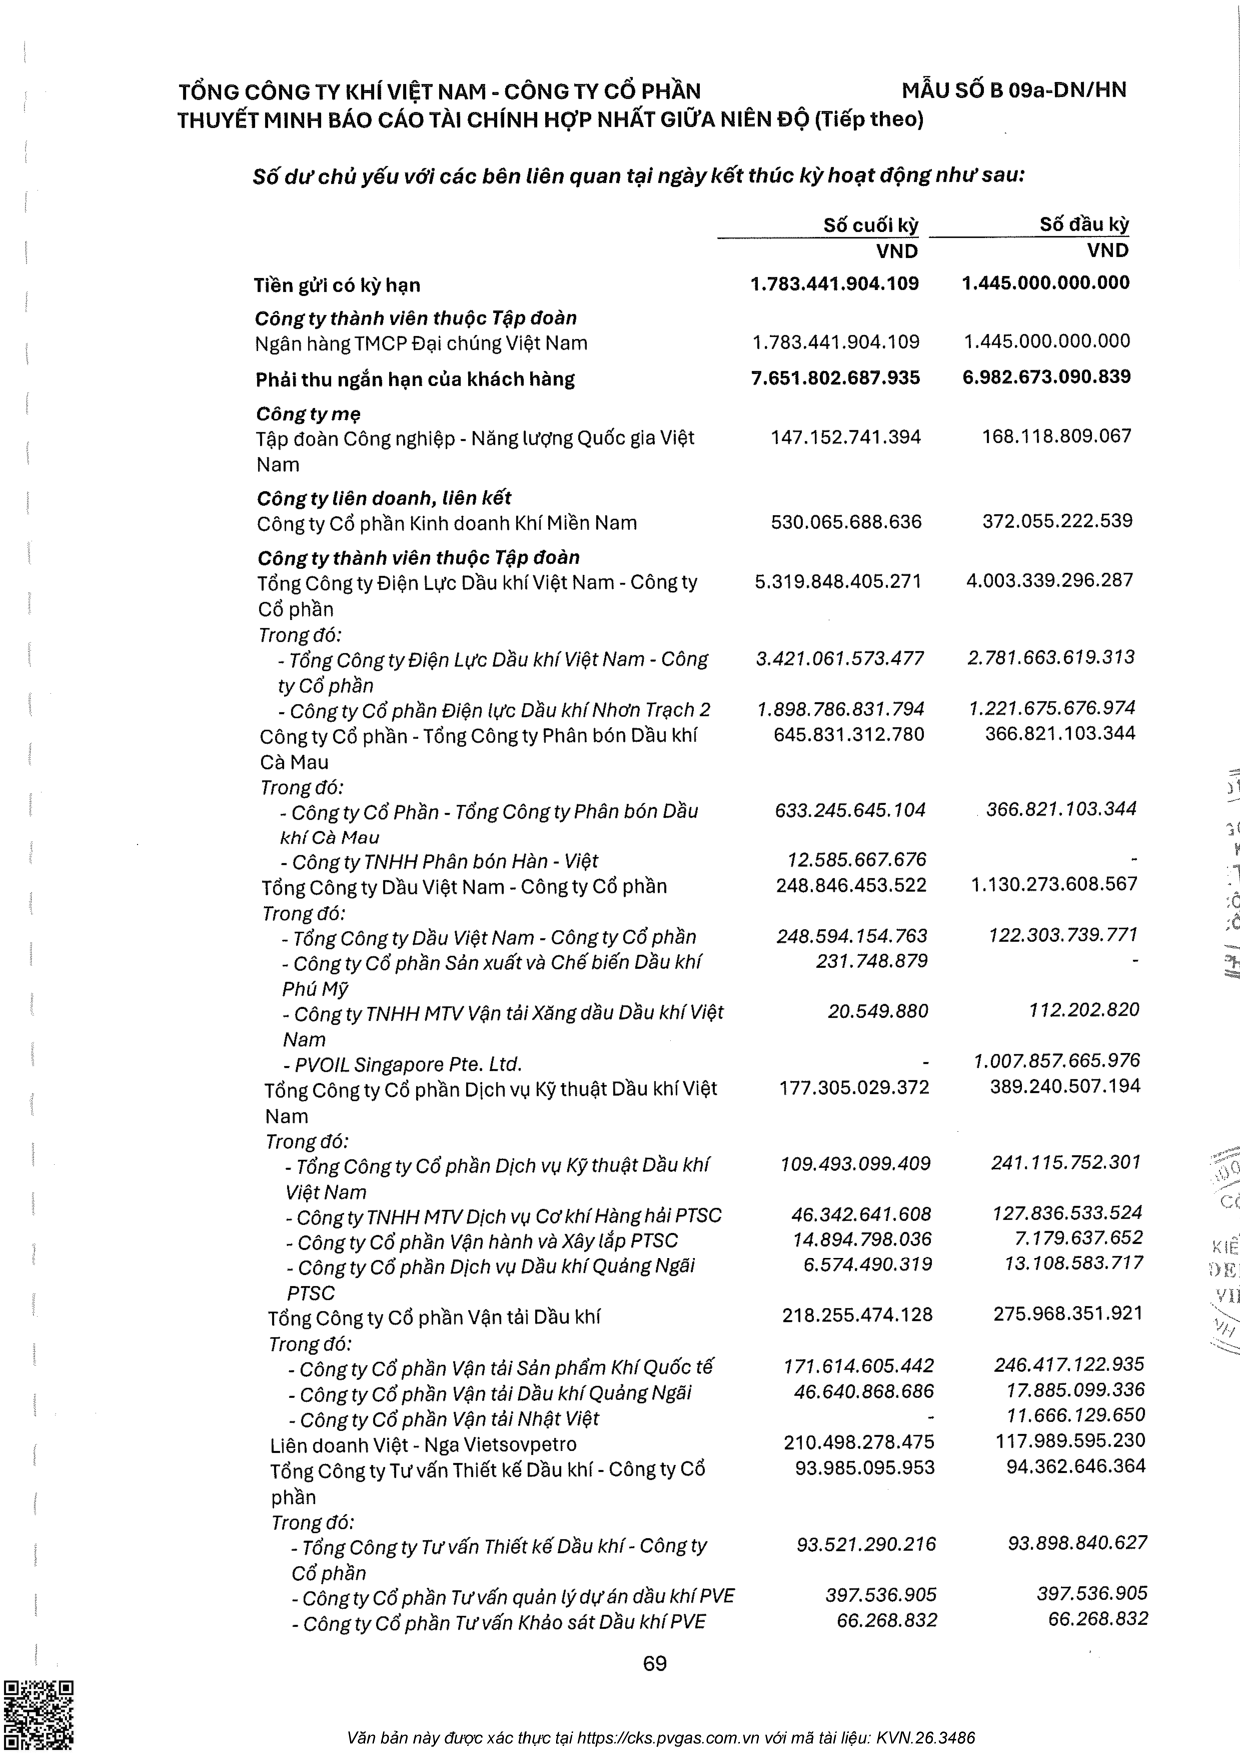 TỔNG CÔNG TY KHÍ VIỆT NAM - CÔNG TY CỔ PHẦN MẪU SỐ B 09a-DN/HN
THUYẾT MINH BÁO CÁO TÀI CHÍNH HỢP NHẤT GIỮA NIÊN ĐỘ (Tiếp theo)
Số dư chủ yếu với các bên liên quan tại ngày kết thúc kỳ hoạt động như sau:
Số cuối kỳ Số đầu kỳ
VND VND
Tiền gửi có kỳ hạn 1.783.441.904.109 1.445.000.000.000
Công ty thành viên thuộc Tập đoàn
Ngân hàng TMCP Đại chúng Việt Nam 1.783.441.904.109 1.445.000.000.000
Phải thu ngắn hạn của khách hàng 7.651.802.687.935 6.982.673.090.839
Công ty mẹ
Tập đoàn Công nghiệp - Năng lượng Quốc gia Việt 147.152.741.394 168.118.809.067
Nam
Công ty liên doanh, liên kết
Công ty Cổ phần Kinh doanh Khí Miền Nam 530.065.688.636 372.055.222.539
Công ty thành viên thuộc Tập đoàn
Tổng Công ty Điện Lực Dầu khí Việt Nam - Công ty 5.319.848.405.271 4.003.339.296.287
Cổ phần
Trong đó:
- Tổng Công ty Điện Lực Dầu khí Việt Nam - Công 3.421.061.573.477 2.781.663.619.313
ty Cổ phần
- Công ty Cổ phần Điện lực Dầu khí Nhơn Trạch 2 1.898.786.831.794 1.221.675.676.974
Công ty Cổ phần - Tổng Công ty Phân bón Dầu khí 645.831.312.780 366.821.103.344
Cà Mau
Trong đó:
- Công ty Cổ Phần - Tổng Công ty Phân bón Dầu 633.245.645.104 366.821.103.344
khí Cà Mau
- Công ty TNHH Phân bón Hàn - Việt 12.585.667.676 -
Tổng Công ty Dầu Việt Nam - Công ty Cổ phần 248.846.453.522 1.130.273.608.567
Trong đó:
- Tổng Công ty Dầu Việt Nam - Công ty Cổ phần 248.594.154.763 122.303.739.771
- Công ty Cổ phần Sản xuất và Chế biến Dầu khí 231.748.879 -
Phú Mỹ
- Công ty TNHH MTV Vận tải Xăng dầu Dầu khí Việt 20.549.880 112.202.820
Nam
- PVOIL Singapore Pte. Ltd. - 1.007.857.665.976
Tổng Công ty Cổ phần Dịch vụ Kỹ thuật Dầu khí Việt 177.305.029.372 389.240.507.194
Nam
Trong đó:
- Tổng Công ty Cổ phần Dịch vụ Kỹ thuật Dầu khí 109.493.099.409 241.115.752.301
Việt Nam
- Công ty TNHH MTV Dịch vụ Cơ khí Hàng hải PTSC 46.342.641.608 127.836.533.524
- Công ty Cổ phần Vận hành và Xây lắp PTSC 14.894.798.036 7.179.637.652
- Công ty Cổ phần Dịch vụ Dầu khí Quảng Ngãi 6.574.490.319 13.108.583.717
PTSC
Tổng Công ty Cổ phần Vận tải Dầu khí 218.255.474.128 275.968.351.921
Trong đó:
- Công ty Cổ phần Vận tải Sản phẩm Khí Quốc tế 171.614.605.442 246.417.122.935
- Công ty Cổ phần Vận tải Dầu khí Quảng Ngãi 46.640.868.686 17.885.099.336
- Công ty Cổ phần Vận tải Nhật Việt - 11.666.129.650
Liên doanh Việt - Nga Vietsovpetro 210.498.278.475 117.989.595.230
Tổng Công ty Tư vấn Thiết kế Dầu khí - Công ty Cổ 93.985.095.953 94.362.646.364
phần
Trong đó:
- Tổng Công ty Tư vấn Thiết kế Dầu khí - Công ty 93.521.290.216 93.898.840.627
Cổ phần
- Công ty Cổ phần Tư vấn quản lý dự án dầu khí PVE 397.536.905 397.536.905
- Công ty Cổ phần Tư vấn Khảo sát Dầu khí PVE 66.268.832 66.268.832
69
Văn bản này được xác thực tại https://cks.pvgas.com.vn với mã tài liệu: KVN.26.3486